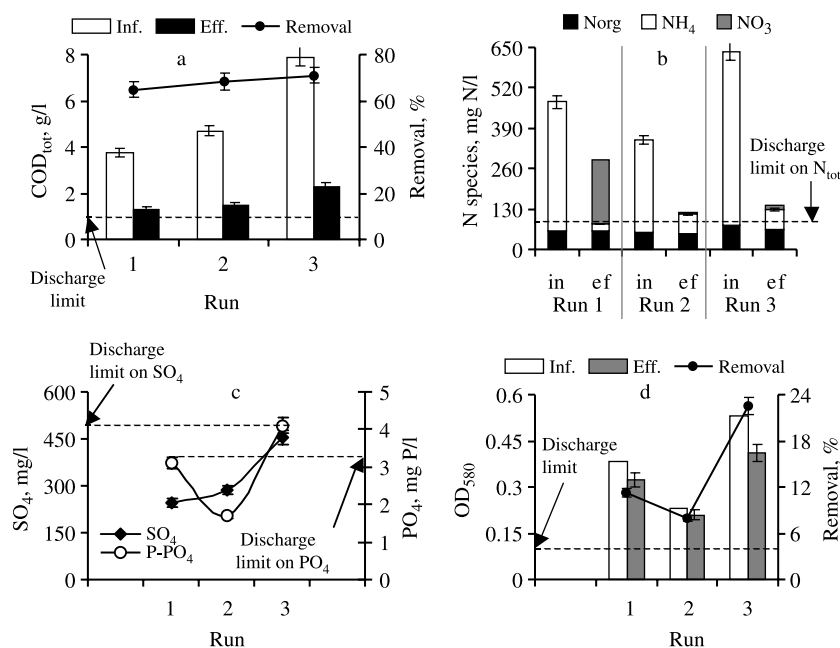 Inf. Eff. Removal
a
8
6
4
2
0
COD_tot, g/l
80
60
40
20
0
Removal, %
Discharge
limit
1 2 3
Run
Norg NH₄ NO₃
b
650
520
390
260
130
0
N species, mg N/l
Discharge
limit on N_tot
in ef in ef in ef
Run 1 Run 2 Run 3
Discharge
limit on SO₄
c
600
450
300
150
0
SO₄, mg/l
5
4
3
2
1
0
PO₄, mg P/l
SO₄
P-PO₄
Discharge
limit on PO₄
1 2 3
Run
Inf. Eff. Removal
d
0.6
0.45
0.3
0.15
0
OD₅₈₀
24
18
12
6
0
Removal, %
Discharge
limit
1 2 3
Run